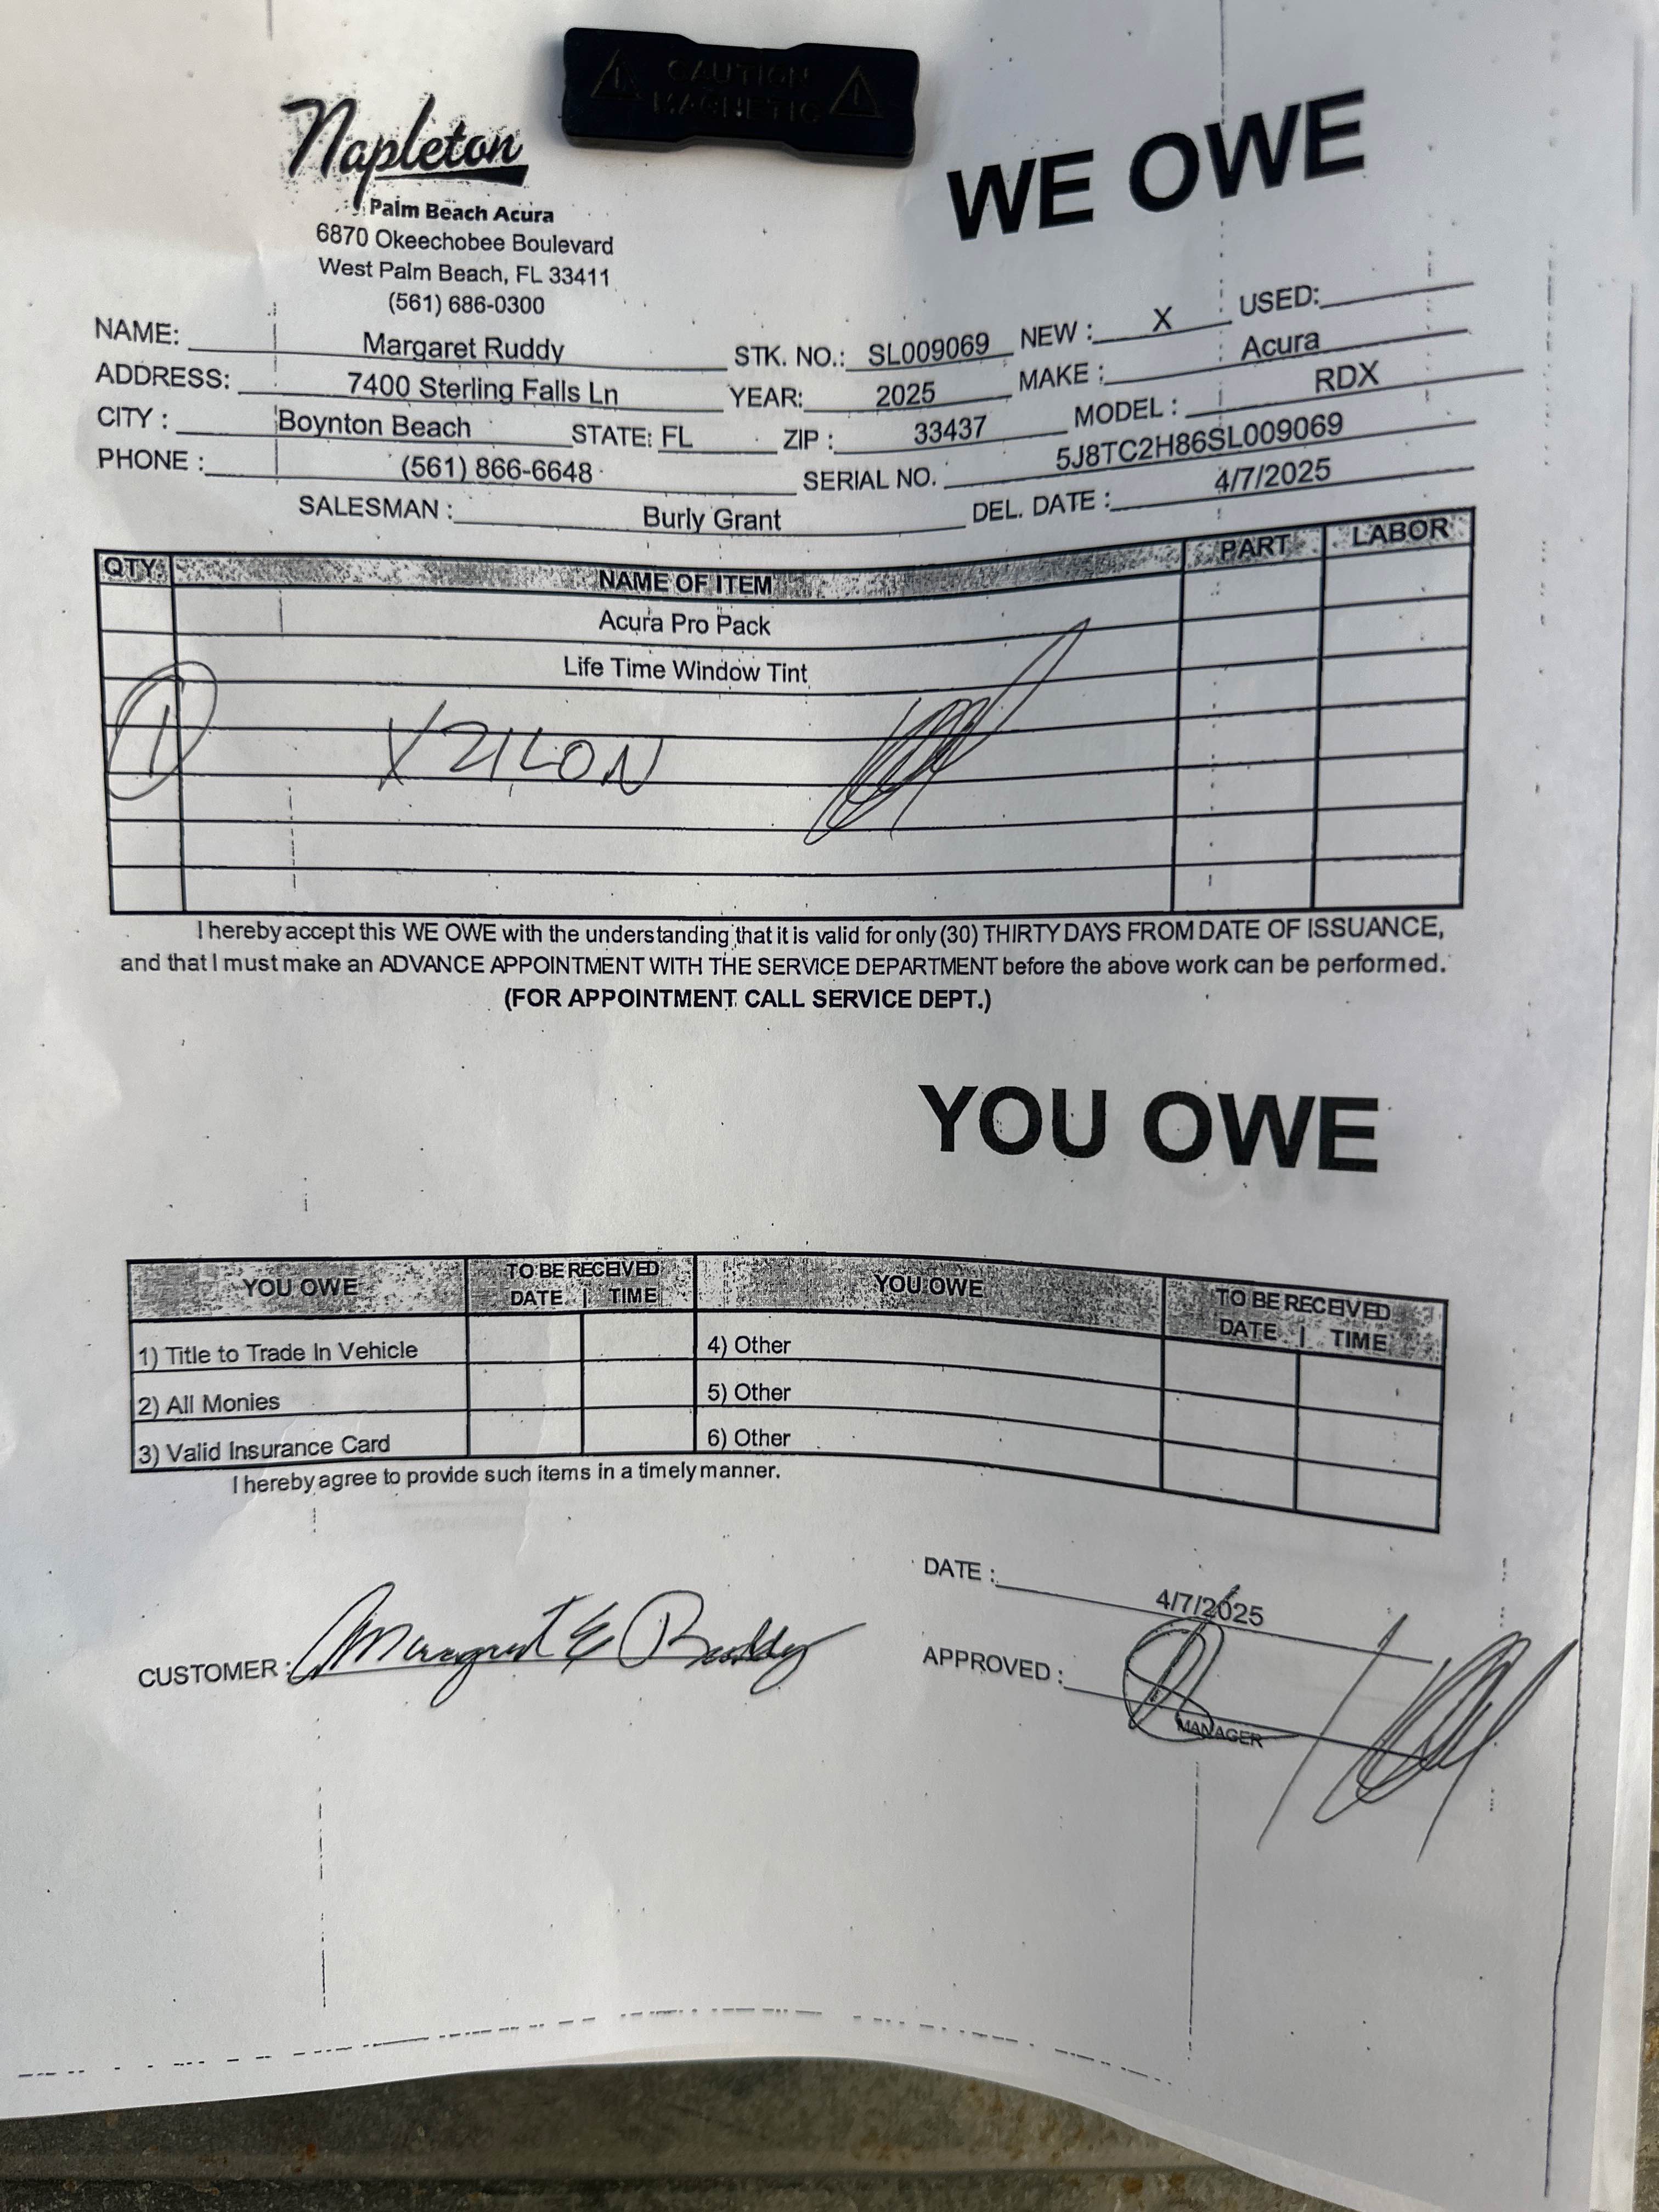 CAUTION
MAGNETIC
Napleton
WE OWE
Palm Beach Acura
6870 Okeechobee Boulevard
West Palm Beach, FL 33411
(561) 686-0300
NAME: Margaret Ruddy STK. NO.: SL009069 NEW : X USED:
ADDRESS: 7400 Sterling Falls Ln YEAR: 2025 MAKE : Acura
CITY : Boynton Beach STATE: FL ZIP : 33437 MODEL : RDX
PHONE : (561) 866-6648 SERIAL NO. 5J8TC2H86SL009069
SALESMAN : Burly Grant DEL. DATE : 4/7/2025
QTY. NAME OF ITEM PART LABOR
Acura Pro Pack
Life Time Window Tint
1 XZILON
I hereby accept this WE OWE with the understanding that it is valid for only (30) THIRTY DAYS FROM DATE OF ISSUANCE,
and that I must make an ADVANCE APPOINTMENT WITH THE SERVICE DEPARTMENT before the above work can be performed.
(FOR APPOINTMENT CALL SERVICE DEPT.)
YOU OWE
YOU OWE TO BE RECEIVED YOU OWE TO BE RECEIVED
DATE | TIME DATE | TIME
1) Title to Trade In Vehicle 4) Other
2) All Monies 5) Other
3) Valid Insurance Card 6) Other
I hereby agree to provide such items in a timely manner.
DATE : 4/7/2025
CUSTOMER : Margaret E Ruddy APPROVED :
MANAGER